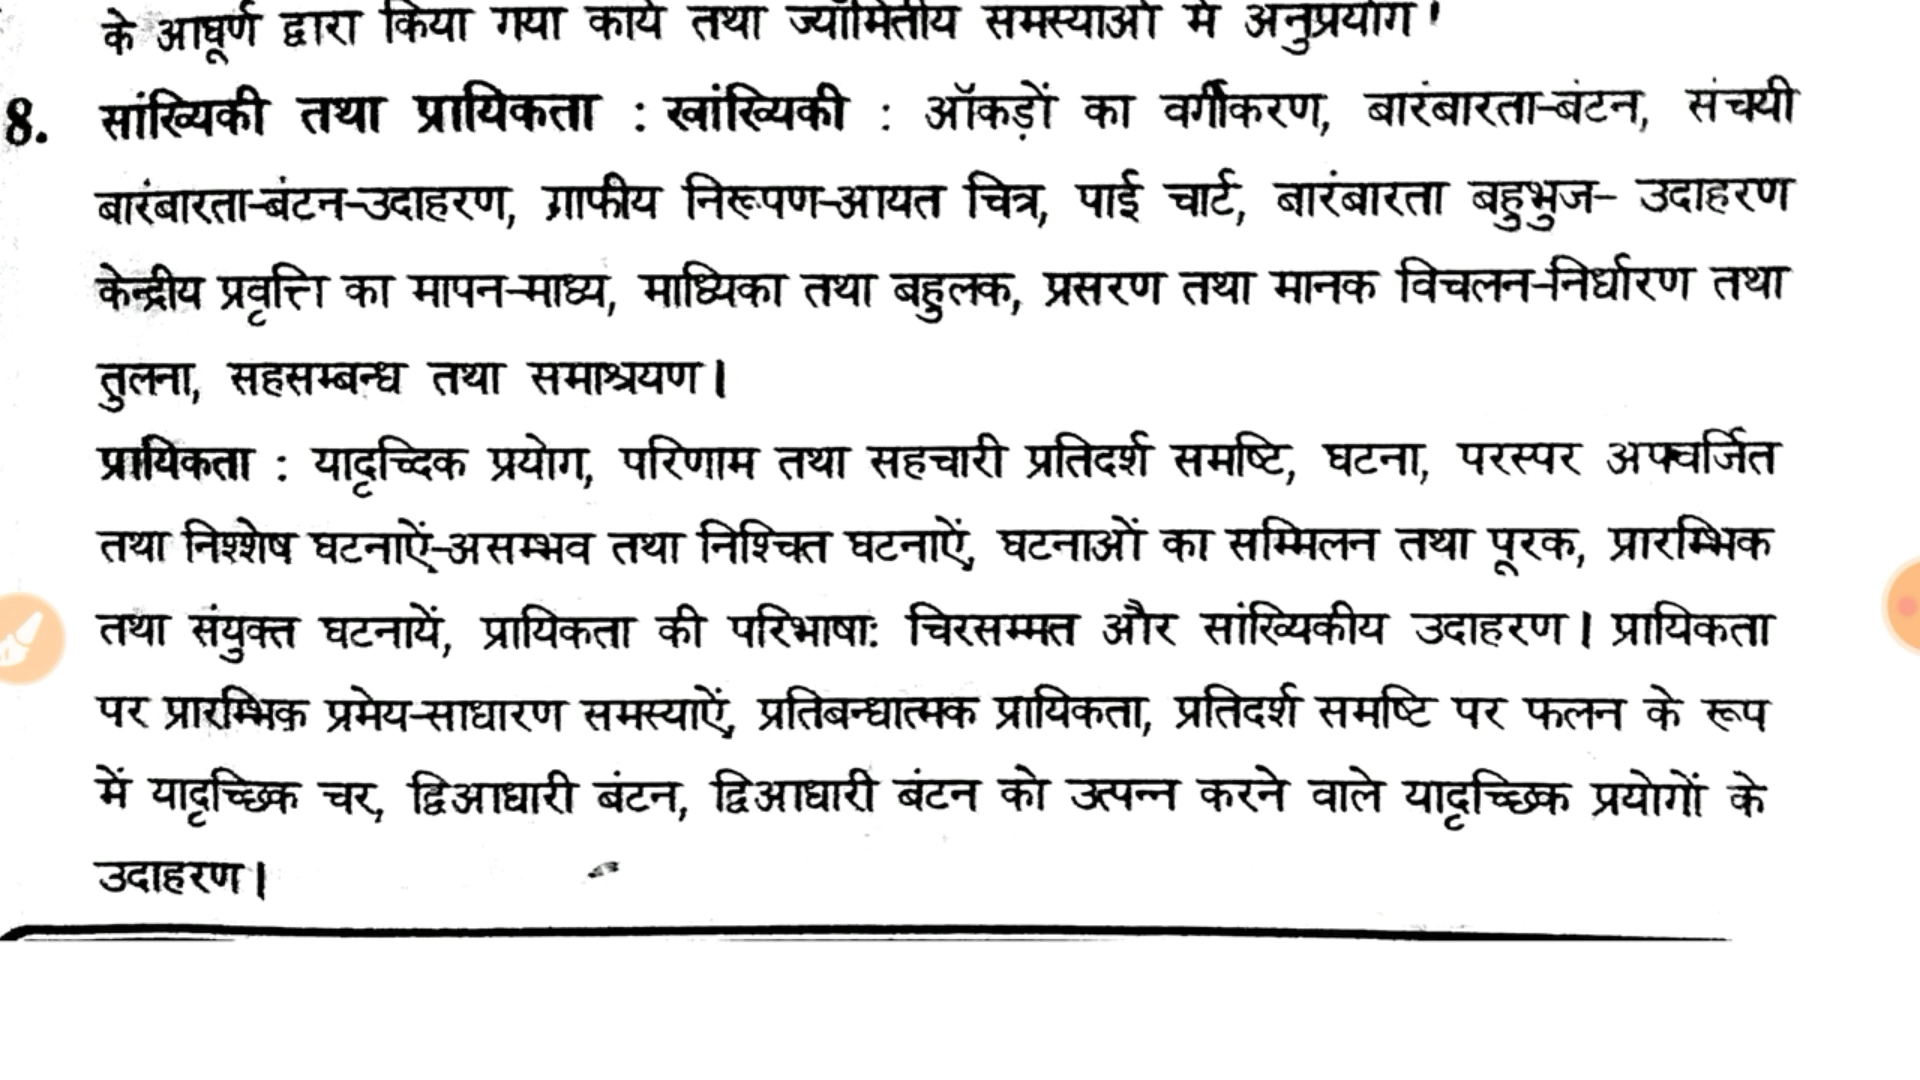 के आघूर्ण द्वारा किया गया कार्य तथा ज्यामितीय समस्याओं में अनुप्रयोग।
8. सांख्यिकी तथा प्रायिकता : खांख्यिकी : ऑकड़ों का वर्गीकरण, बारंबारता-बंटन, संचयी
बारंबारता-बंटन-उदाहरण, ग्राफीय निरूपण-आयत चित्र, पाई चार्ट, बारंबारता बहुभुज- उदाहरण
केन्द्रीय प्रवृत्ति का मापन-माध्य, माध्यिका तथा बहुलक, प्रसरण तथा मानक विचलन-निर्धारण तथा
तुलना, सहसम्बन्ध तथा समाश्रयण।
प्रायिकता : यादृच्दिक प्रयोग, परिणाम तथा सहचारी प्रतिदर्श समष्टि, घटना, परस्पर अपवर्जित
तथा निश्शेष घटनाऐं-असम्भव तथा निश्चित घटनाऐं, घटनाओं का सम्मिलन तथा पूरक, प्रारम्भिक
तथा संयुक्त घटनायें, प्रायिकता की परिभाषा: चिरसम्मत और सांख्यिकीय उदाहरण। प्रायिकता
पर प्रारम्भिक प्रमेय-साधारण समस्याऐं, प्रतिबन्धात्मक प्रायिकता, प्रतिदर्श समष्टि पर फलन के रूप
में यादृच्छिक चर, द्विआधारी बंटन, द्विआधारी बंटन को उत्पन्न करने वाले यादृच्छिक प्रयोगों के
उदाहरण।